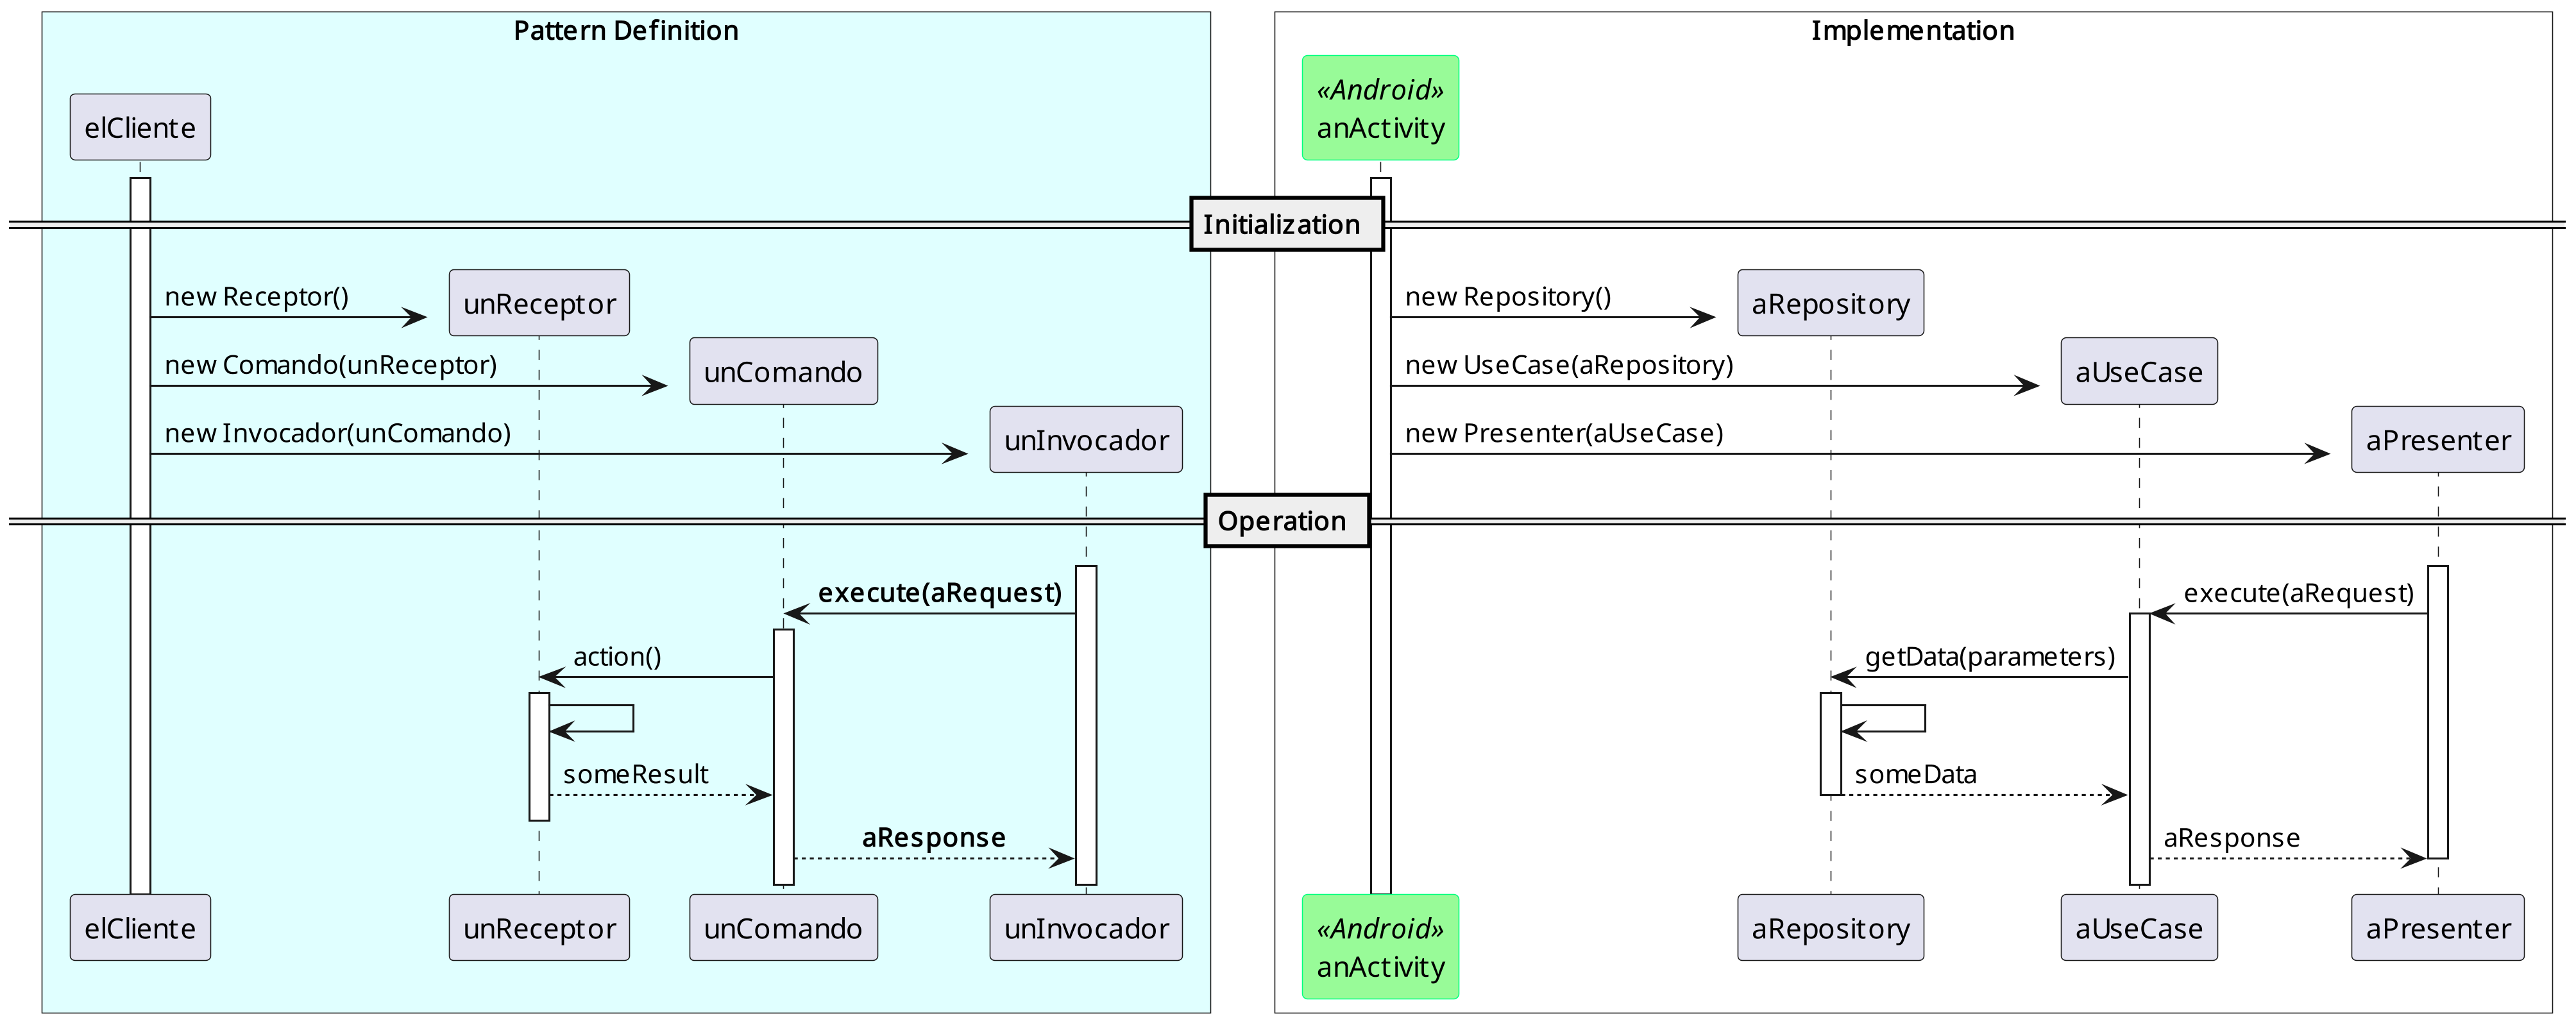 Pattern Definition
Implementation
elCliente
«Android»
anActivity
Initialization
new Receptor()
unReceptor
new Repository()
aRepository
new Comando(unReceptor)
unComando
new UseCase(aRepository)
aUseCase
new Invocador(unComando)
unInvocador
new Presenter(aUseCase)
aPresenter
Operation
execute(aRequest)
execute(aRequest)
action()
getData(parameters)
someResult
someData
aResponse
aResponse
elCliente
unReceptor
unComando
unInvocador
«Android»
anActivity
aRepository
aUseCase
aPresenter